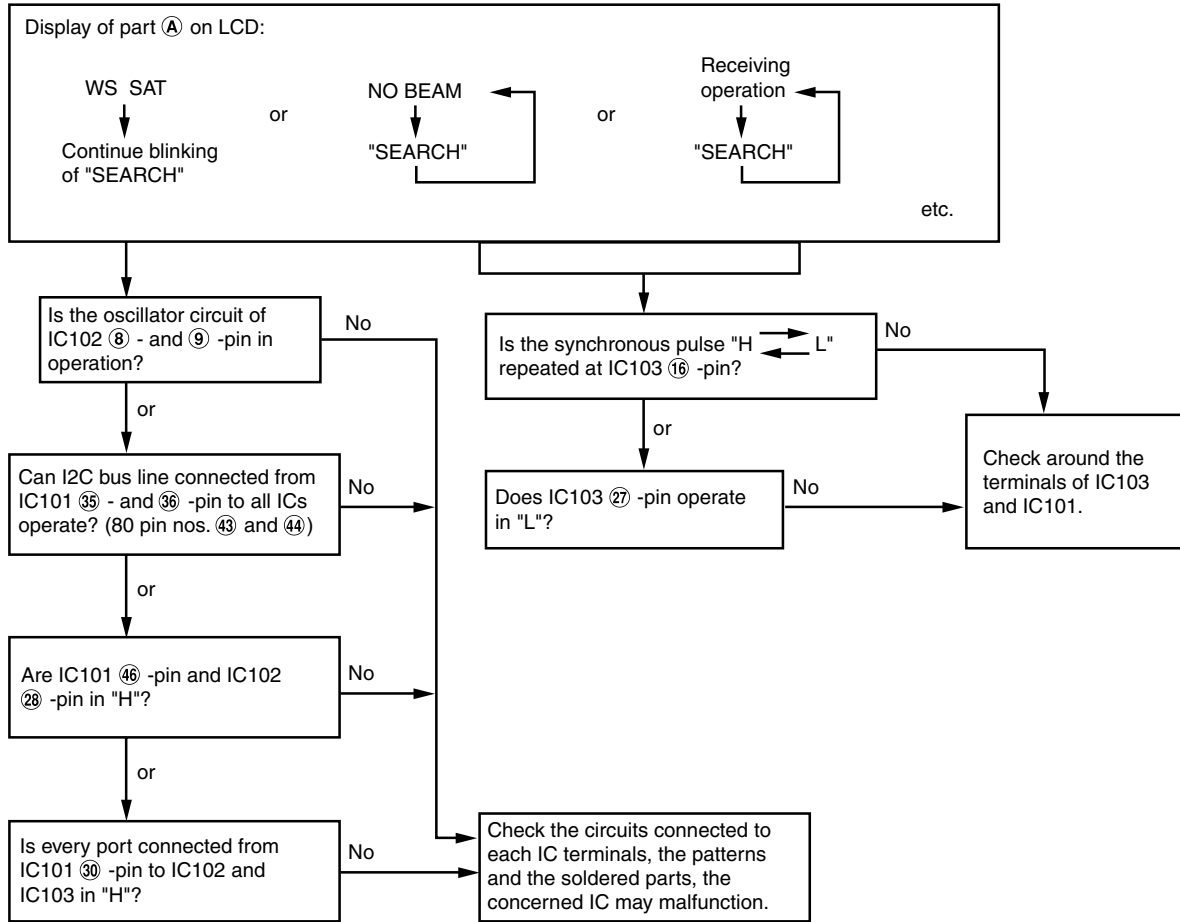 Display of part Ⓐ on LCD:
WS SAT
Continue blinking
of "SEARCH"
or
NO BEAM
"SEARCH"
or
Receiving
operation
"SEARCH"
etc.
Is the oscillator circuit of
IC102 ⑧ - and ⑨ -pin in
operation?
No
or
Can I2C bus line connected from
IC101 ㉟ - and ㊱ -pin to all ICs
operate? (80 pin nos. ㊸ and ㊹)
No
or
Are IC101 ㊻ -pin and IC102
㉘ -pin in "H"?
No
or
Is every port connected from
IC101 ㉚ -pin to IC102 and
IC103 in "H"?
No
Check the circuits connected to
each IC terminals, the patterns
and the soldered parts, the
concerned IC may malfunction.
Is the synchronous pulse "H L"
repeated at IC103 ⑯ -pin?
No
or
Does IC103 ㉗ -pin operate
in "L"?
No
Check around the
terminals of IC103
and IC101.